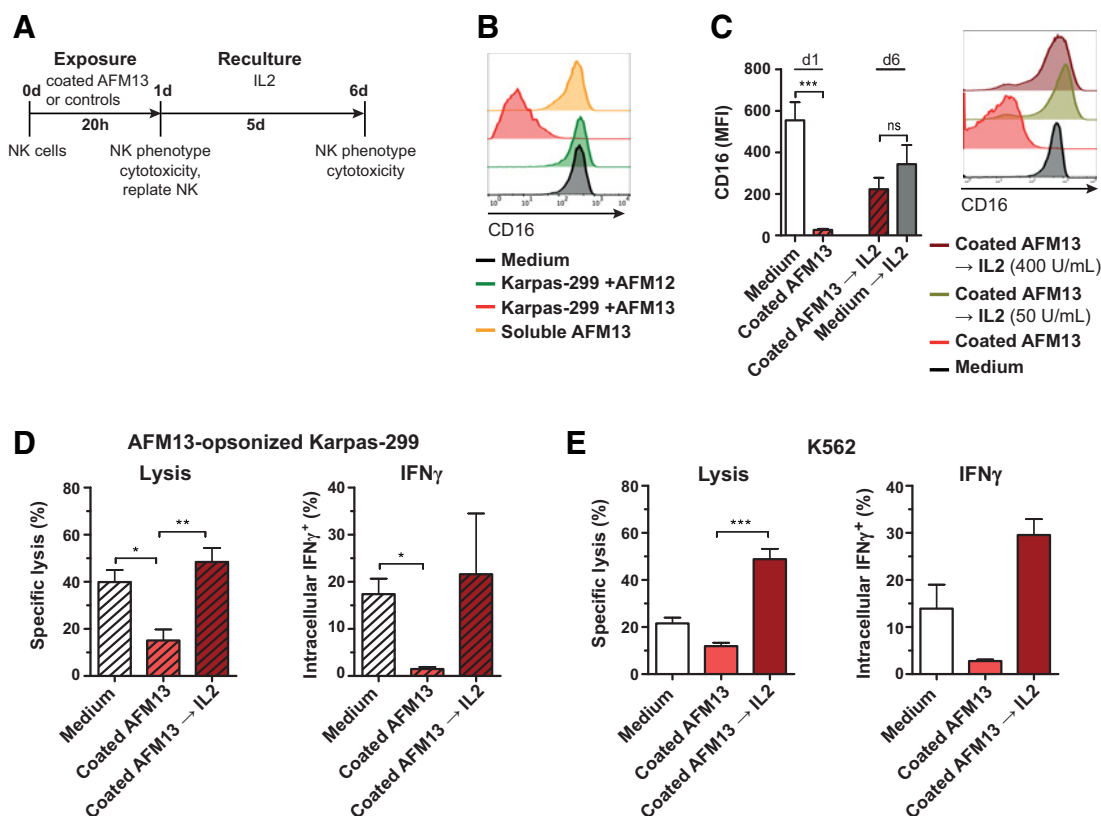 A
Exposure
Reculture
coated AFM13
IL2
0d
or controls
1d
6d
20h
5d
NK cells
NK phenotype
cytotoxicity,
replate NK
NK phenotype
cytotoxicity
B
10⁰
10¹
10²
10³
10⁴
CD16
Medium
Karpas-299 +AFM12
Karpas-299 +AFM13
Soluble AFM13
C
CD16 (MFI)
800
600
400
200
0
d1
d6
***
ns
Medium
Coated AFM13
Coated AFM13 → IL2
Medium → IL2
CD16
Coated AFM13
→ IL2 (400 U/mL)
Coated AFM13
→ IL2 (50 U/mL)
Coated AFM13
Medium
D
AFM13-opsonized Karpas-299
Lysis
Specific lysis (%)
80
60
40
20
0
*
**
Medium
Coated AFM13
Coated AFM13 → IL2
IFNγ
Intracellular IFNγ⁺ (%)
40
30
20
10
0
*
Medium
Coated AFM13
Coated AFM13 → IL2
E
K562
Lysis
Specific lysis (%)
80
60
40
20
0
***
Medium
Coated AFM13
Coated AFM13 → IL2
IFNγ
Intracellular IFNγ⁺ (%)
40
30
20
10
0
Medium
Coated AFM13
Coated AFM13 → IL2